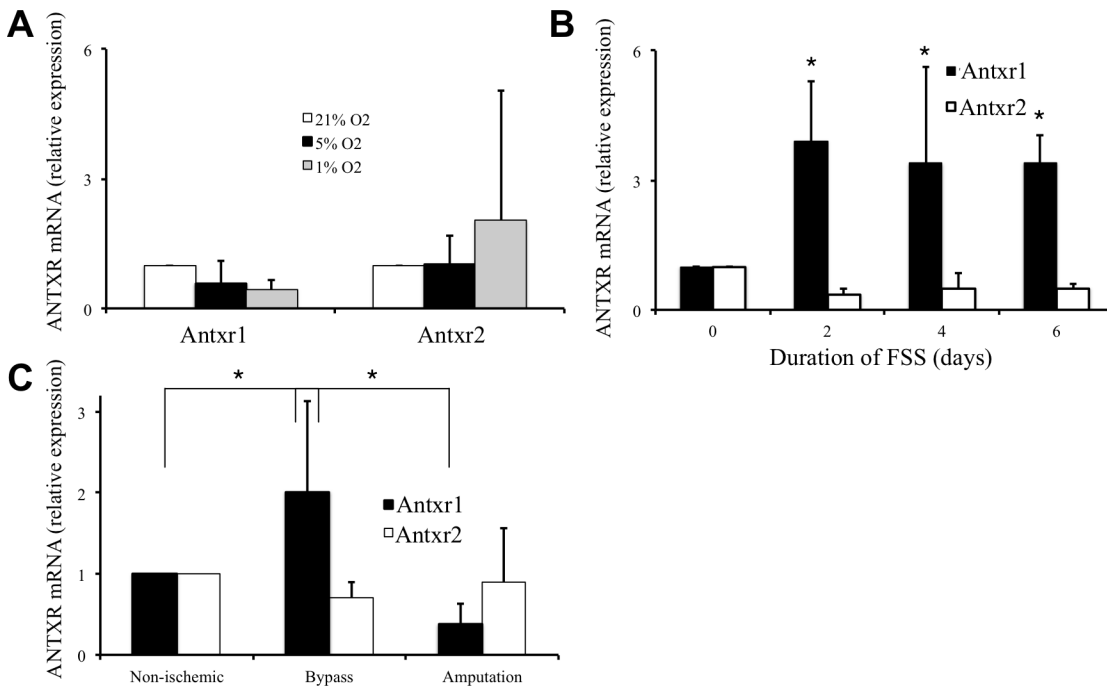 A
ANTXR mRNA (relative expression)
6
3
0
21% O2
5% O2
1% O2
Antxr1
Antxr2
B
ANTXR mRNA (relative expression)
6
3
0
*
*
*
Antxr1
Antxr2
0
2
4
6
Duration of FSS (days)
C
ANTXR mRNA (relative expression)
3
2
1
0
*
*
Antxr1
Antxr2
Non-ischemic
Bypass
Amputation